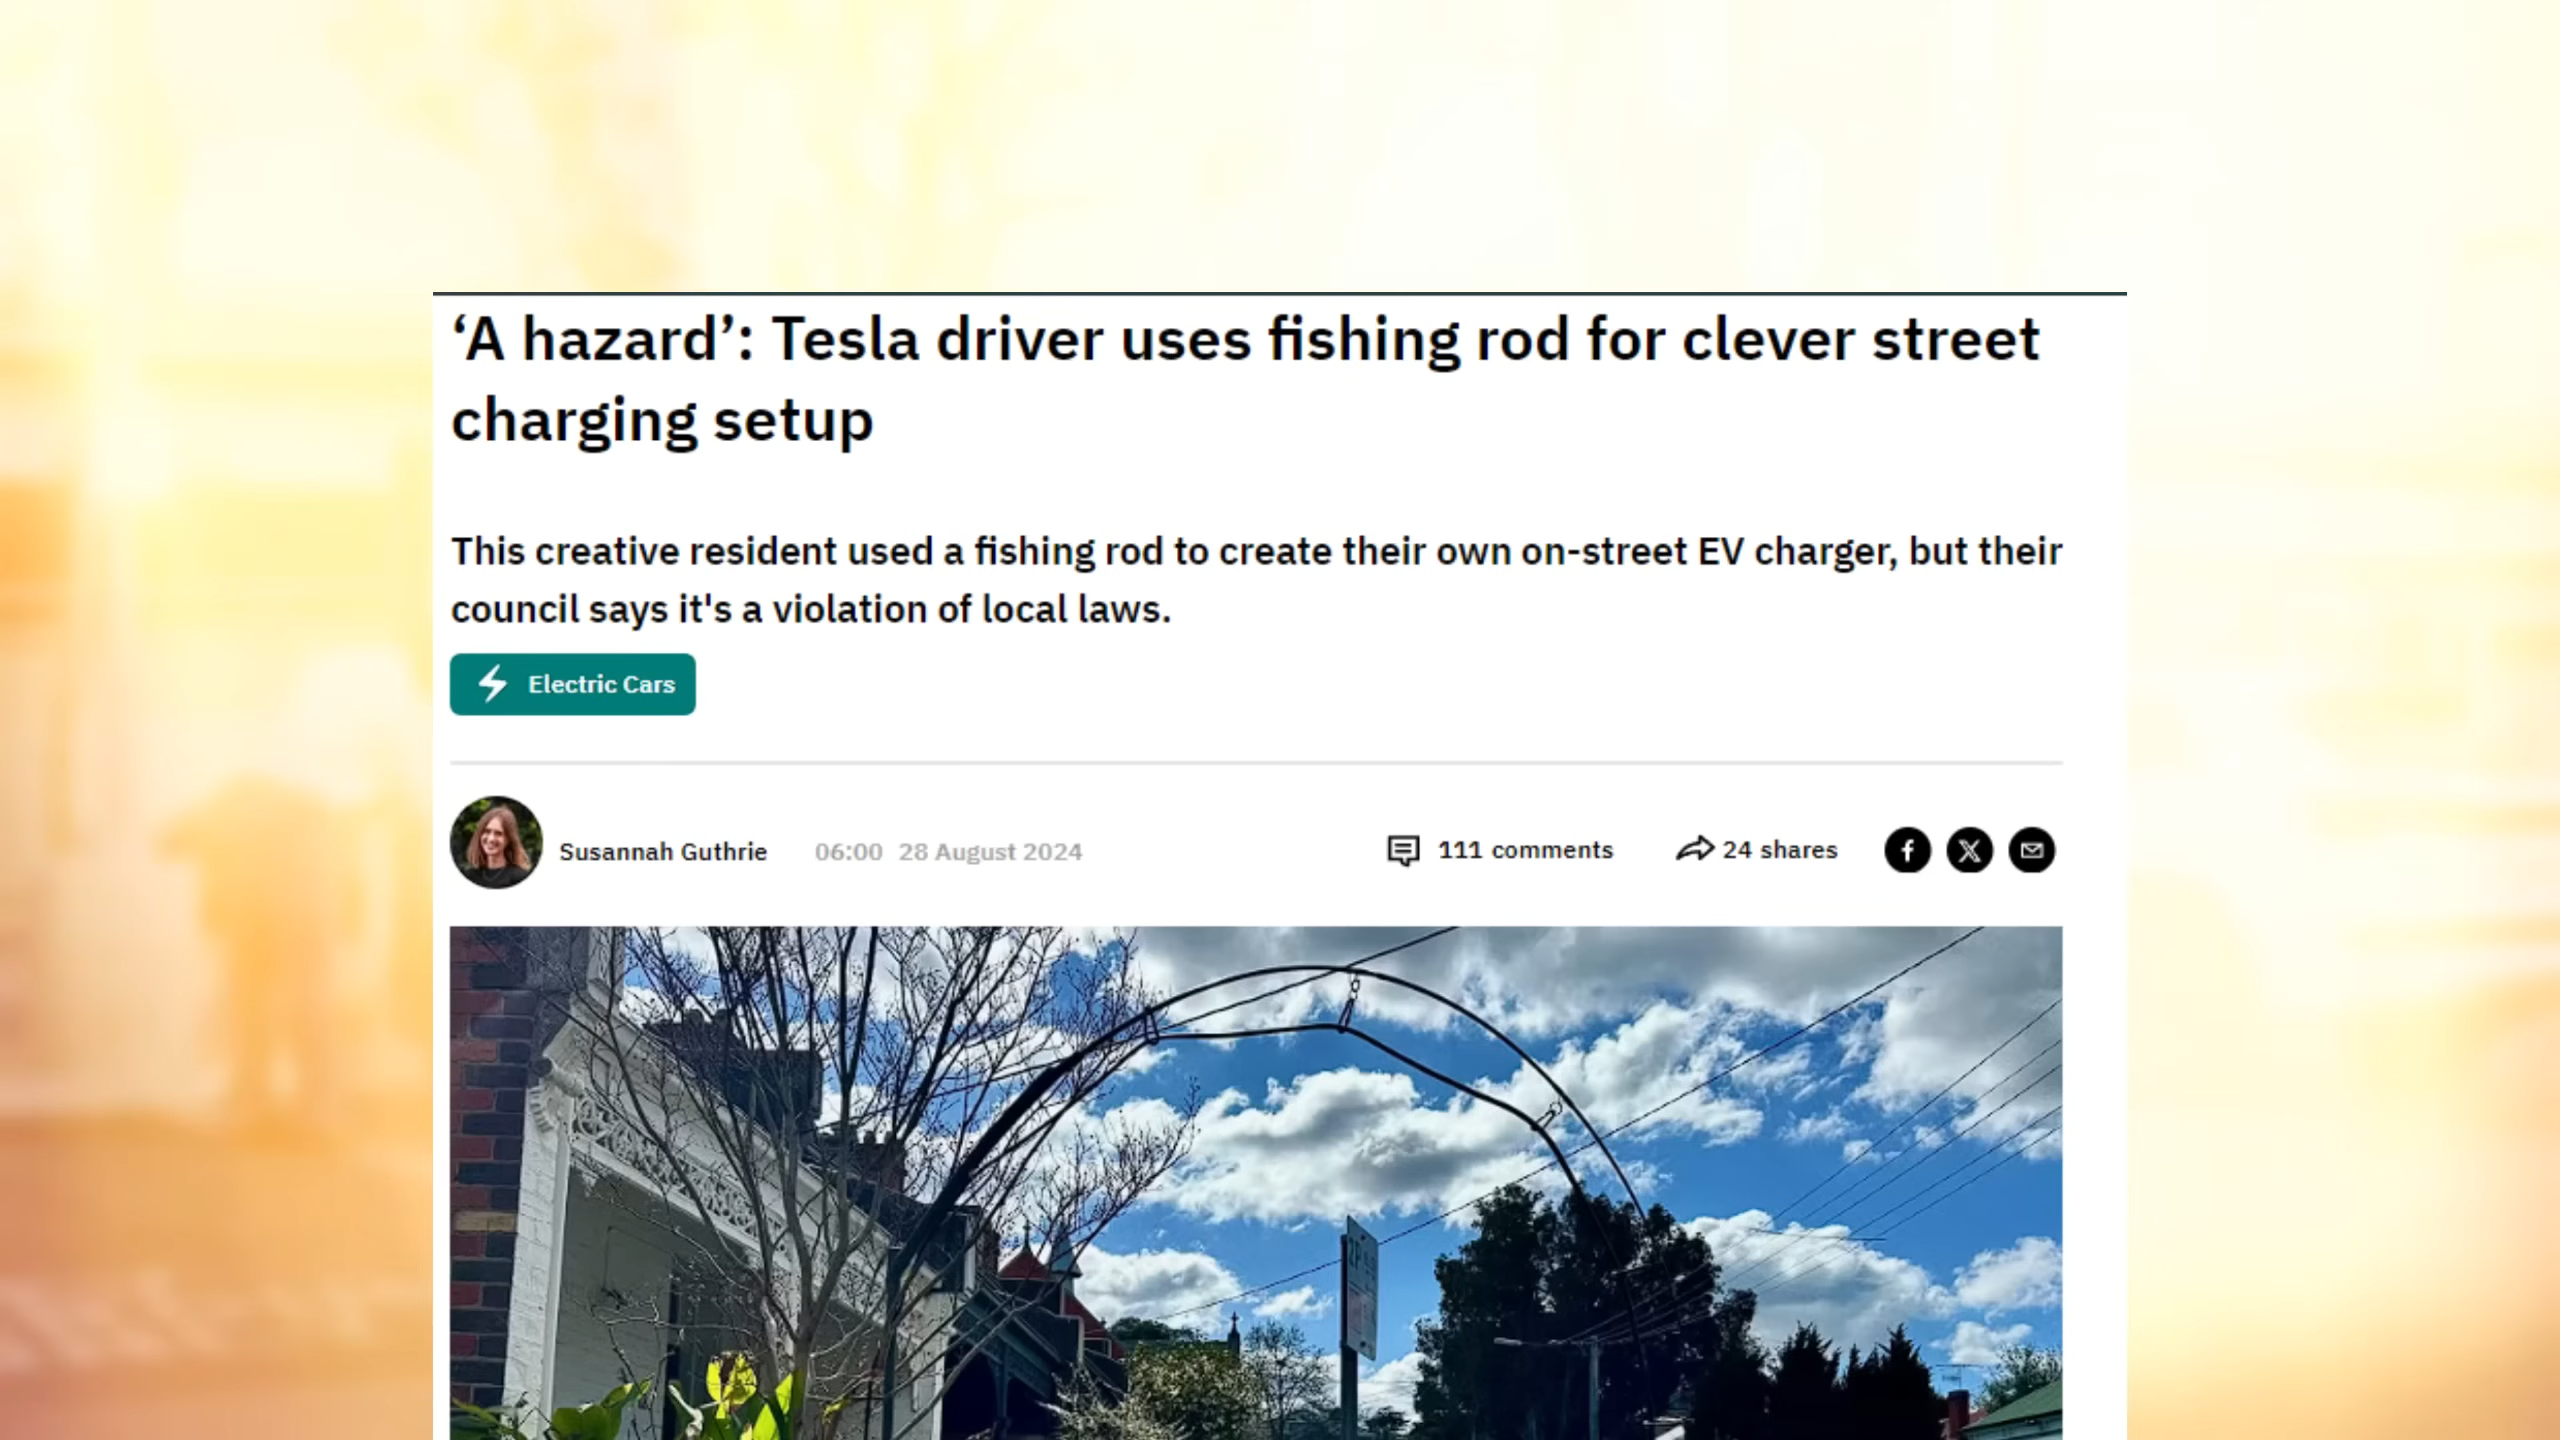 ‘A hazard’: Tesla driver uses fishing rod for clever street
charging setup
This creative resident used a fishing rod to create their own on-street EV charger, but their
council says it's a violation of local laws.
Electric Cars
Susannah Guthrie 06:00 28 August 2024 111 comments 24 shares